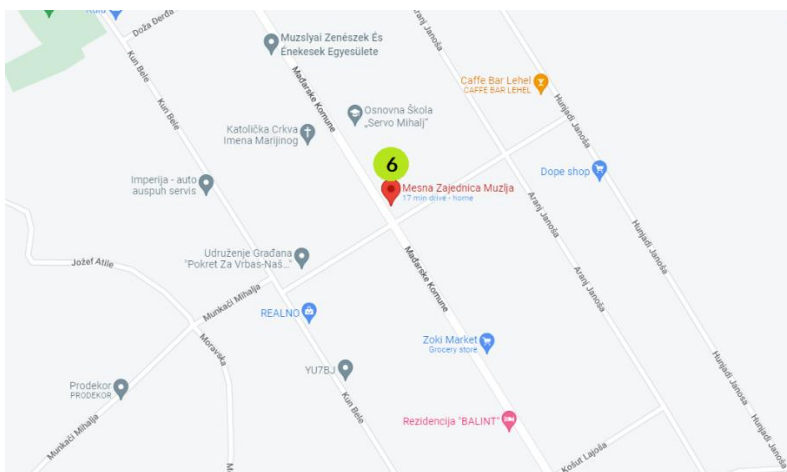 Kula
Doža Đerđa
Aranj Janoša
Muzslyai Zenészek És
Énekesek Egyesülete
Kun Bele
Mađarske Komune
Caffe Bar Lehel
CAFFE BAR LEHEL
Hunjadi Janoša
Kun Bele
Osnovna Škola
„Servo Mihalj"
Katolička Crkva
Imena Marijinog
6
Dope shop
Imperija - auto
auspuh servis
Mesna Zajednica Muzlja
17 min drive - home
Aranj Janoša
Hunjadi Janoša
Udruženje Građana
"Pokret Za Vrbas-Naš..."
Jožef Atile
Mađarske Komune
Aranj Janoša
Munkači Mihalja
REALNO
Moravska
Zoki Market
Grocery store
YU7BJ
Hunjadi Janoša
Prodekor
PRODEKOR
Kun Bele
Rezidencija "BALINT"
Munkači Mihalja
Košut Lajoša
Hunjadi Janoša